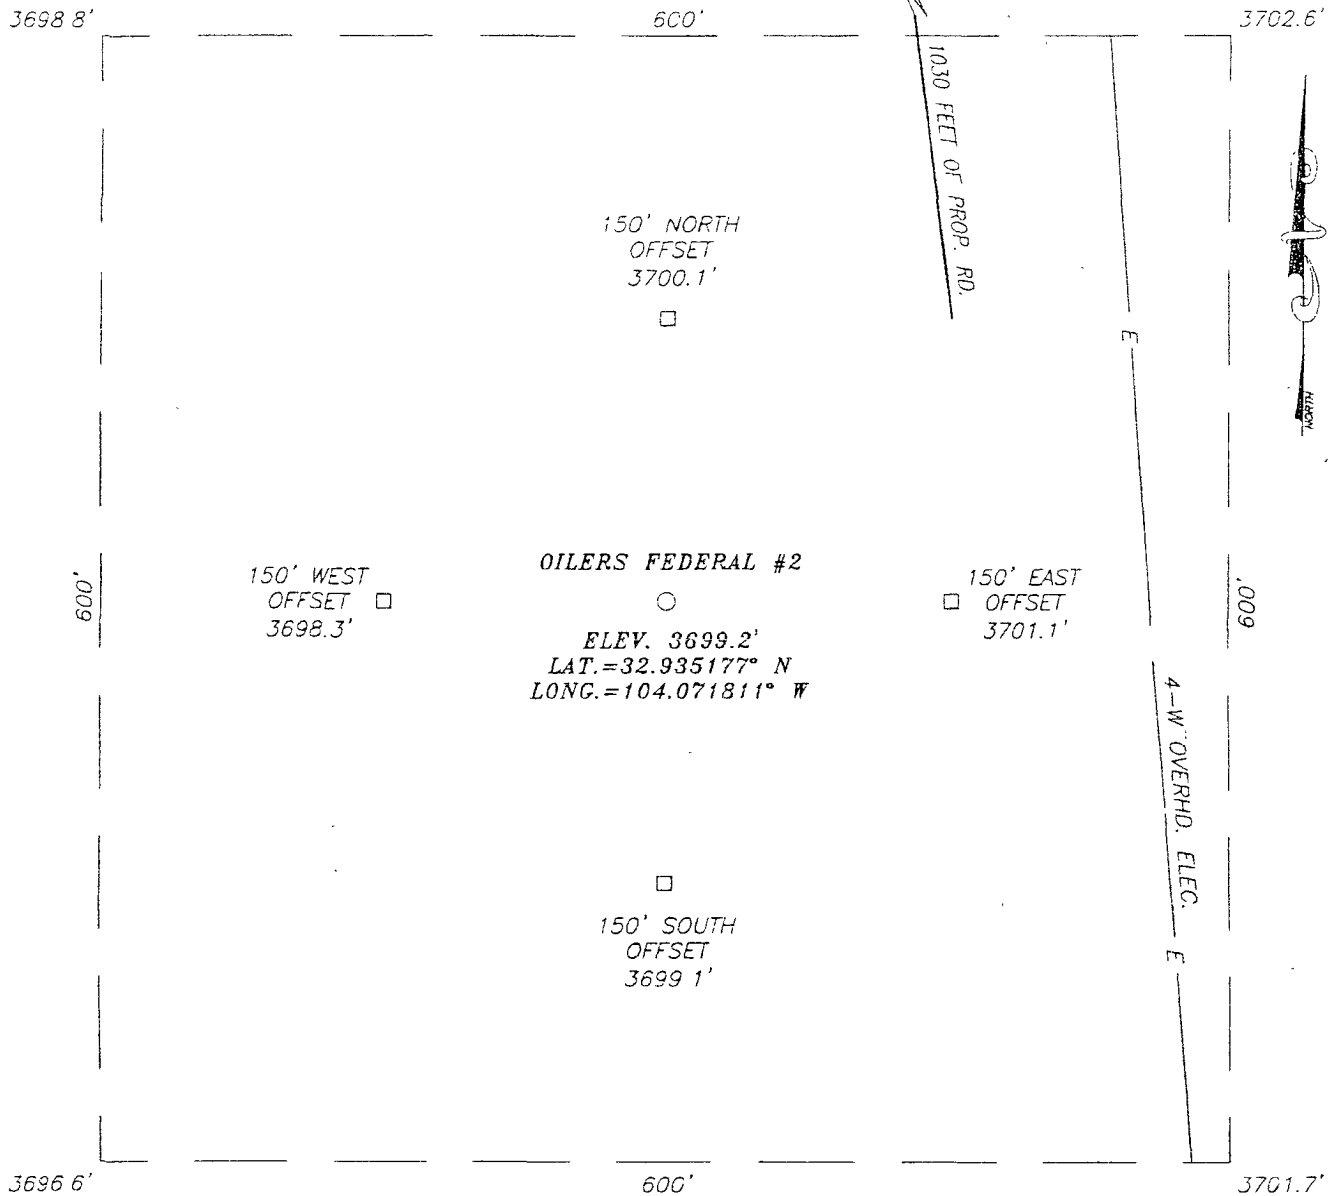 3698 8'
600'
3702.6'
1030 FEET OF PROP. RD.
150' NORTH
OFFSET
3700.1'
NORTH
E
OILERS FEDERAL #2
150' WEST
OFFSET
3698.3'
150' EAST
OFFSET
3701.1'
600'
600'
ELEV. 3699.2'
LAT.=32.935177° N
LONG.=104.071811° W
4-W OVERHD. ELEC.
150' SOUTH
OFFSET
3699 1'
E
3696 6'
600'
3701.7'